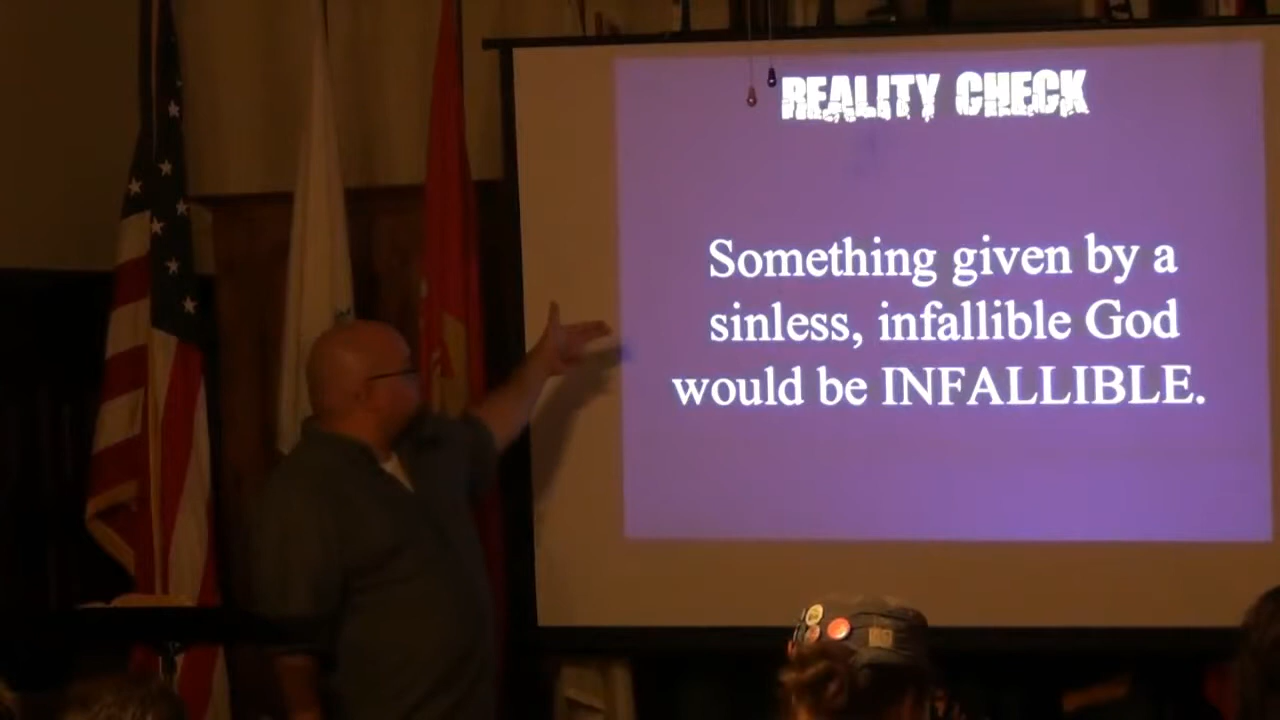 REALITY CHECK
Something given by a
sinless, infallible God
would be INFALLIBLE.